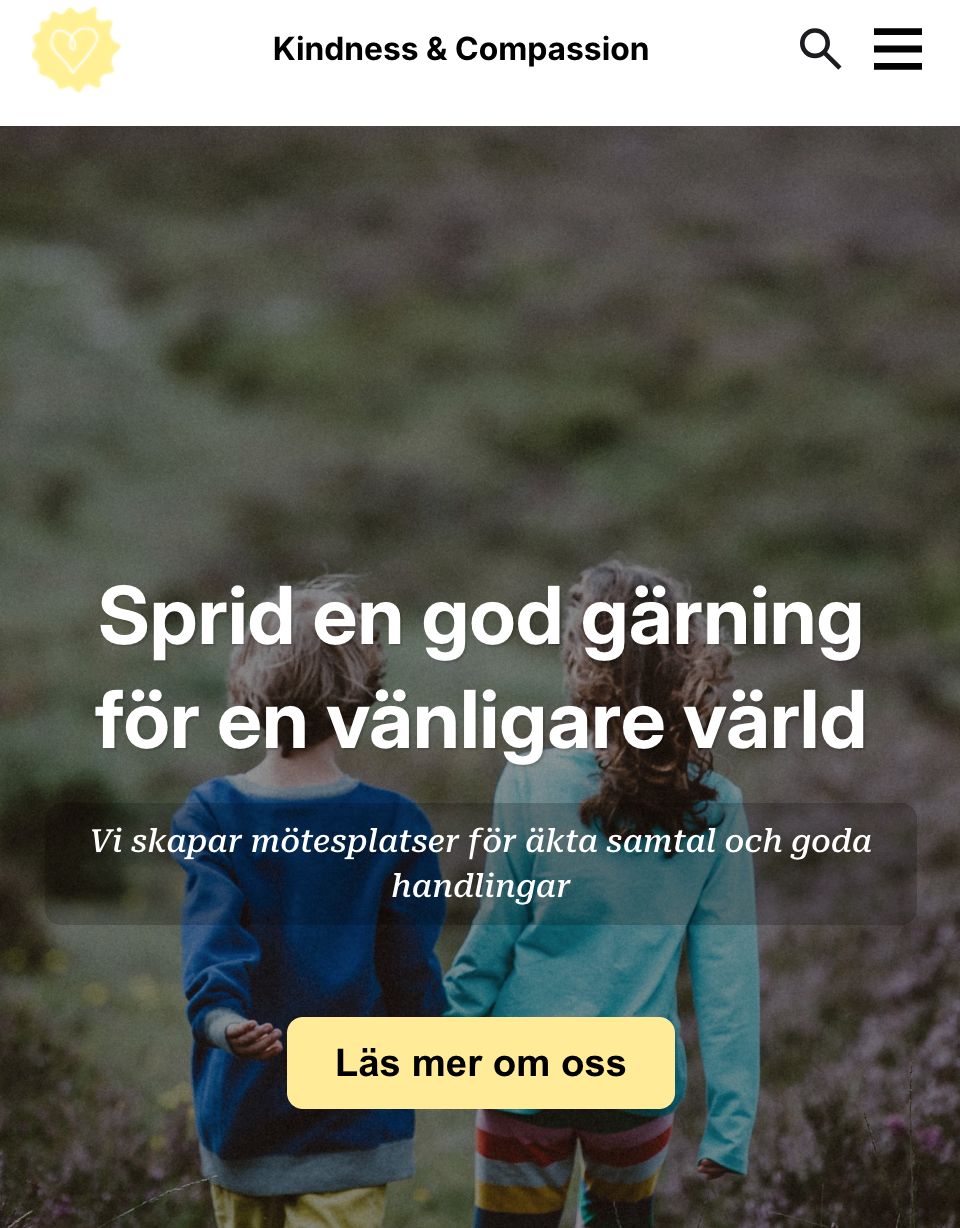 Kindness & Compassion
Sprid en god gärning
för en vänligare värld
Vi skapar mötesplatser för äkta samtal och goda
handlingar
Läs mer om oss